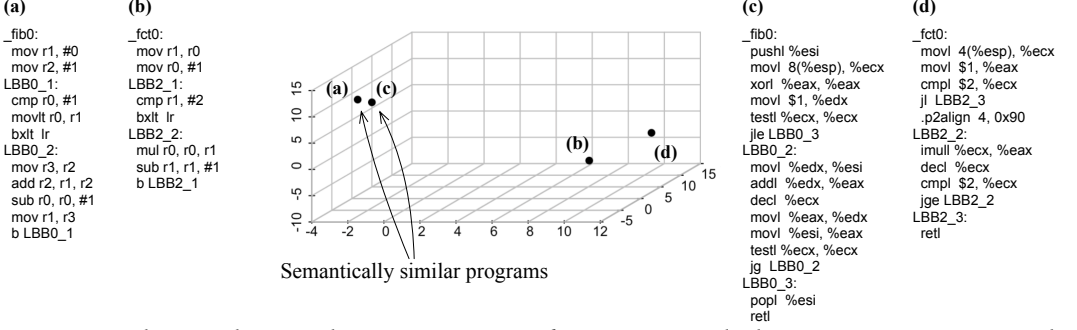 (a)
_fib0:
mov r1, #0
mov r2, #1
LBB0_1:
cmp r0, #1
movlt r0, r1
bxlt lr
LBB0_2:
mov r3, r2
add r2, r1, r2
sub r0, r0, #1
mov r1, r3
b LBB0_1
(b)
_fct0:
mov r1, r0
mov r0, #1
LBB2_1:
cmp r1, #2
bxlt lr
LBB2_2:
mul r0, r0, r1
sub r1, r1, #1
b LBB2_1
15
10
5
0
-5
-10
(a)
(c)
(b)
(d)
-4
-2
0
2
4
6
8
10
12
-5
0
5
10
15
Semantically similar programs
(c)
_fib0:
pushl %esi
movl 8(%esp), %ecx
xorl %eax, %eax
movl $1, %edx
testl %ecx, %ecx
jle LBB0_3
LBB0_2:
movl %edx, %esi
addl %edx, %eax
decl %ecx
movl %eax, %edx
movl %esi, %eax
testl %ecx, %ecx
jg LBB0_2
LBB0_3:
popl %esi
retl
(d)
_fct0:
movl 4(%esp), %ecx
movl $1, %eax
cmpl $2, %ecx
jl LBB2_3
.p2align 4, 0x90
LBB2_2:
imull %ecx, %eax
decl %ecx
cmpl $2, %ecx
jge LBB2_2
LBB2_3:
retl